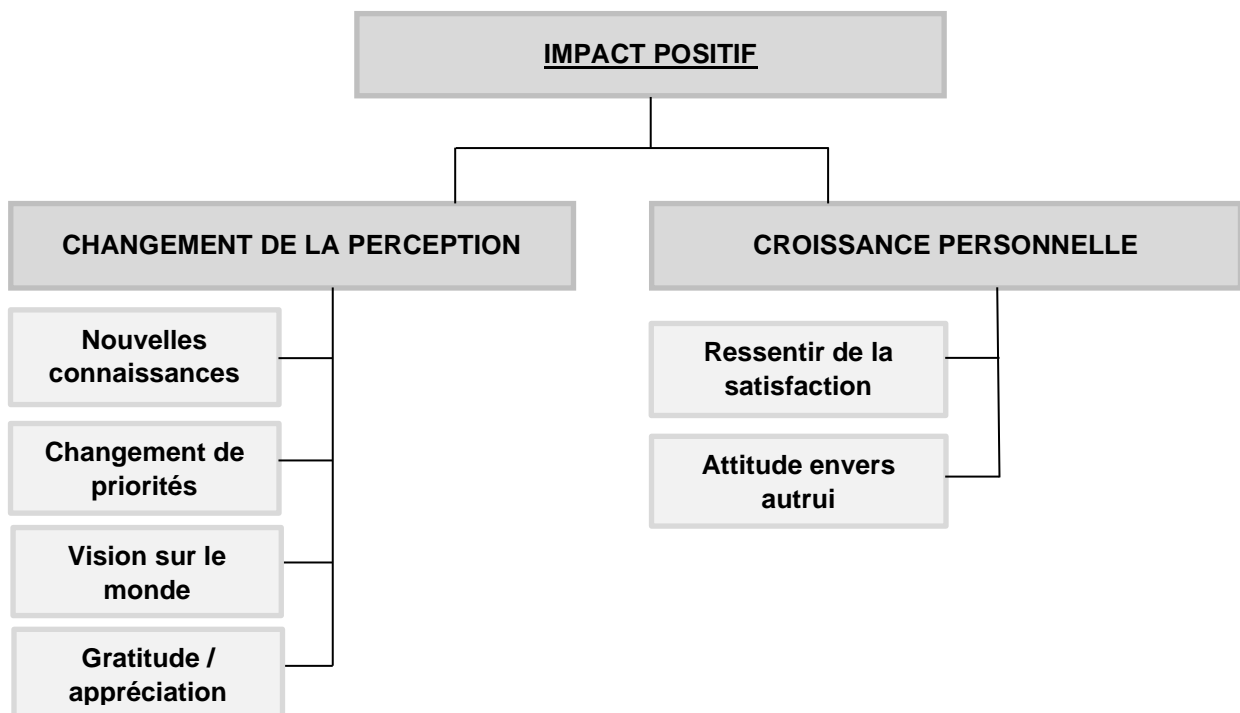 IMPACT POSITIF
CHANGEMENT DE LA PERCEPTION
Nouvelles
connaissances
Changement de
priorités
Vision sur le
monde
Gratitude /
appréciation
CROISSANCE PERSONNELLE
Ressentir de la
satisfaction
Attitude envers
autrui